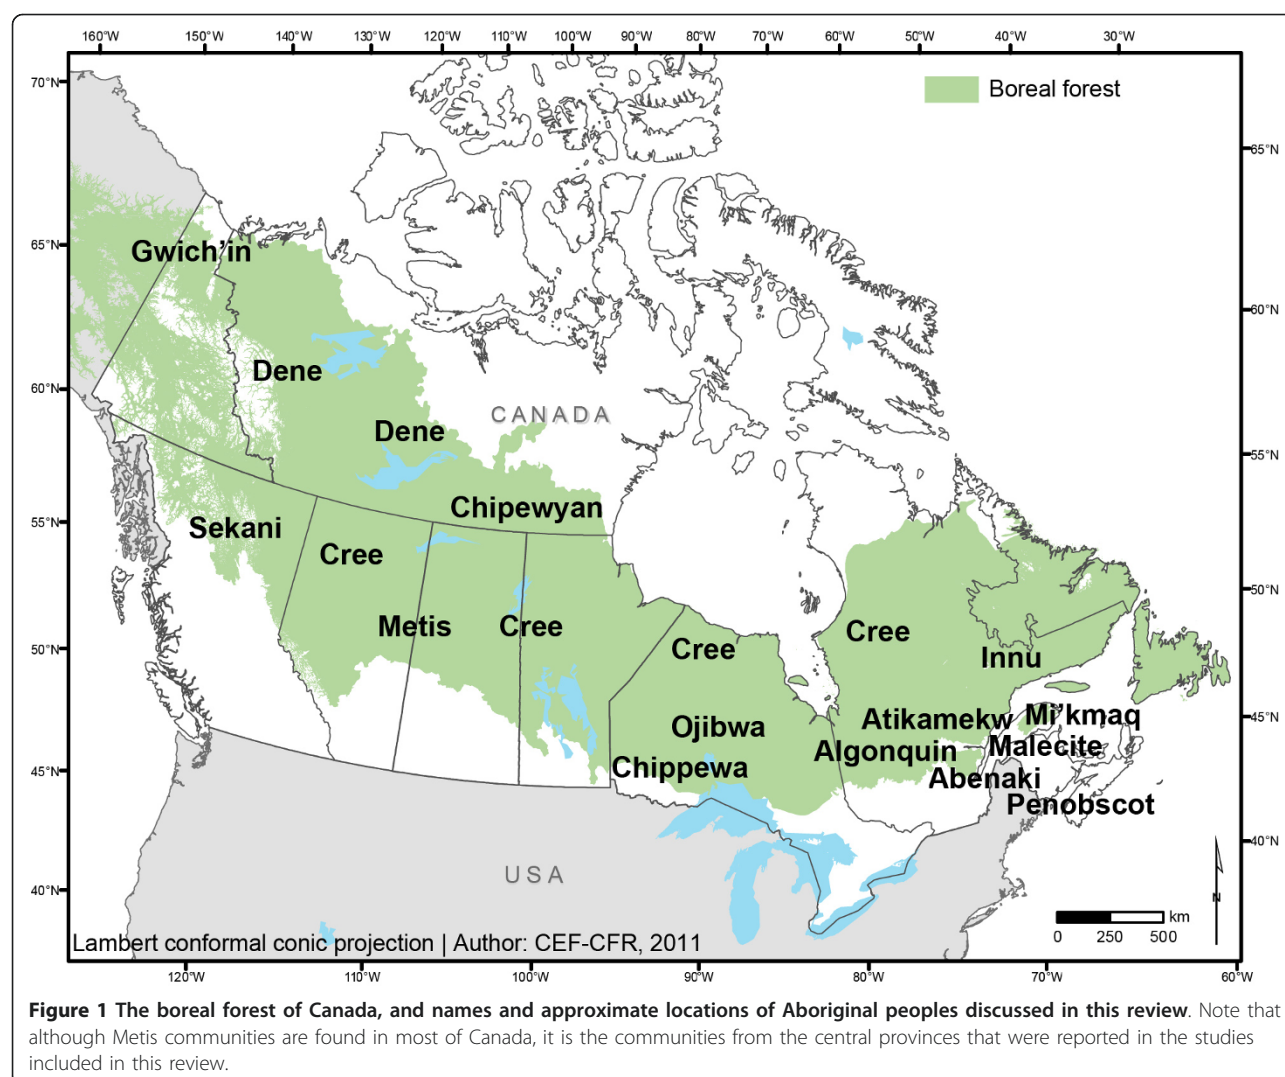 160°W 150°W 140°W 130°W 120°W 110°W 100°W 90°W 80°W 70°W 60°W 50°W 40°W 30°W
70°N
Boreal forest
65°N
65°N
Gwich'in
60°N
Dene
60°N
CANADA
Dene
55°N
Chipewyan
55°N
Sekani
Cree
50°N
Metis
Cree
Cree
Cree
50°N
Innu
Mi'kmaq
45°N
Atikamekw
Ojibwa
Malecite
Algonquin
Chippewa
45°N
Abenaki
Penobscot
40°N
USA
40°N
N
km
0 250 500
Lambert conformal conic projection | Author: CEF-CFR, 2011
120°W 110°W 100°W 90°W 80°W 70°W 60°W
Figure 1 The boreal forest of Canada, and names and approximate locations of Aboriginal peoples discussed in this review. Note that
although Metis communities are found in most of Canada, it is the communities from the central provinces that were reported in the studies
included in this review.